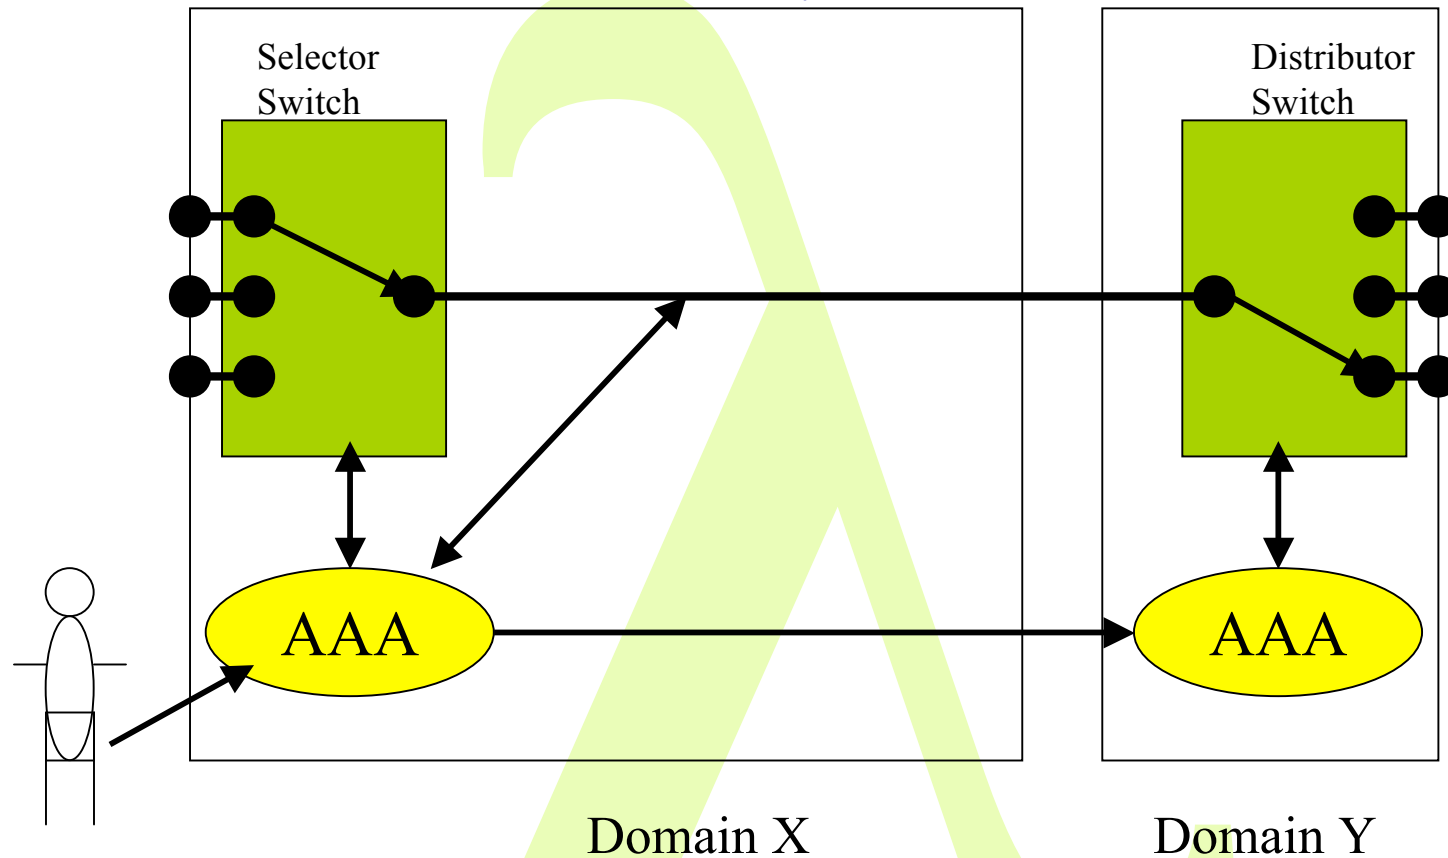 Selector
Switch
Distributor
Switch
AAA
AAA
Domain X
Domain Y